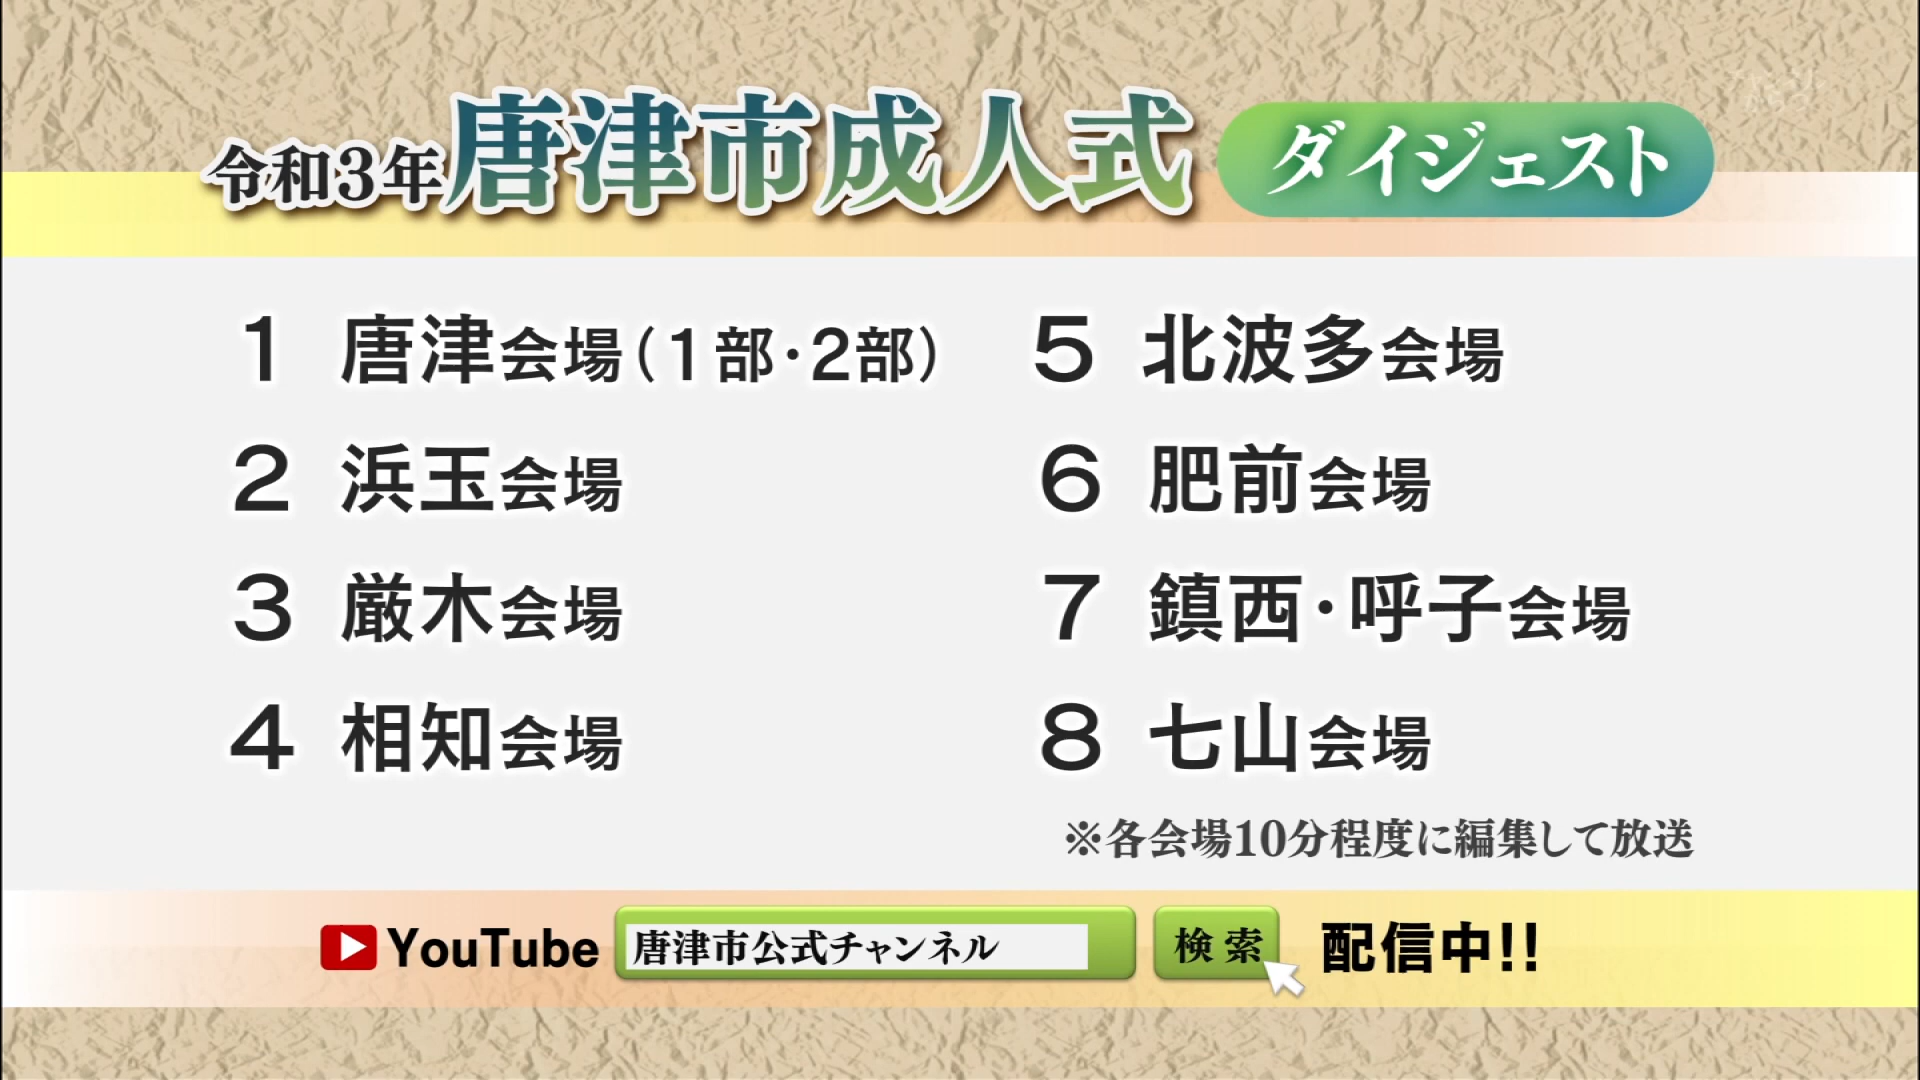 令和3年唐津市成人式 ダイジェスト
1 唐津会場(1部・2部)
2 浜玉会場
3 厳木会場
4 相知会場
5 北波多会場
6 肥前会場
7 鎮西・呼子会場
8 七山会場
※各会場10分程度に編集して放送
YouTube 唐津市公式チャンネル 検索 配信中!!